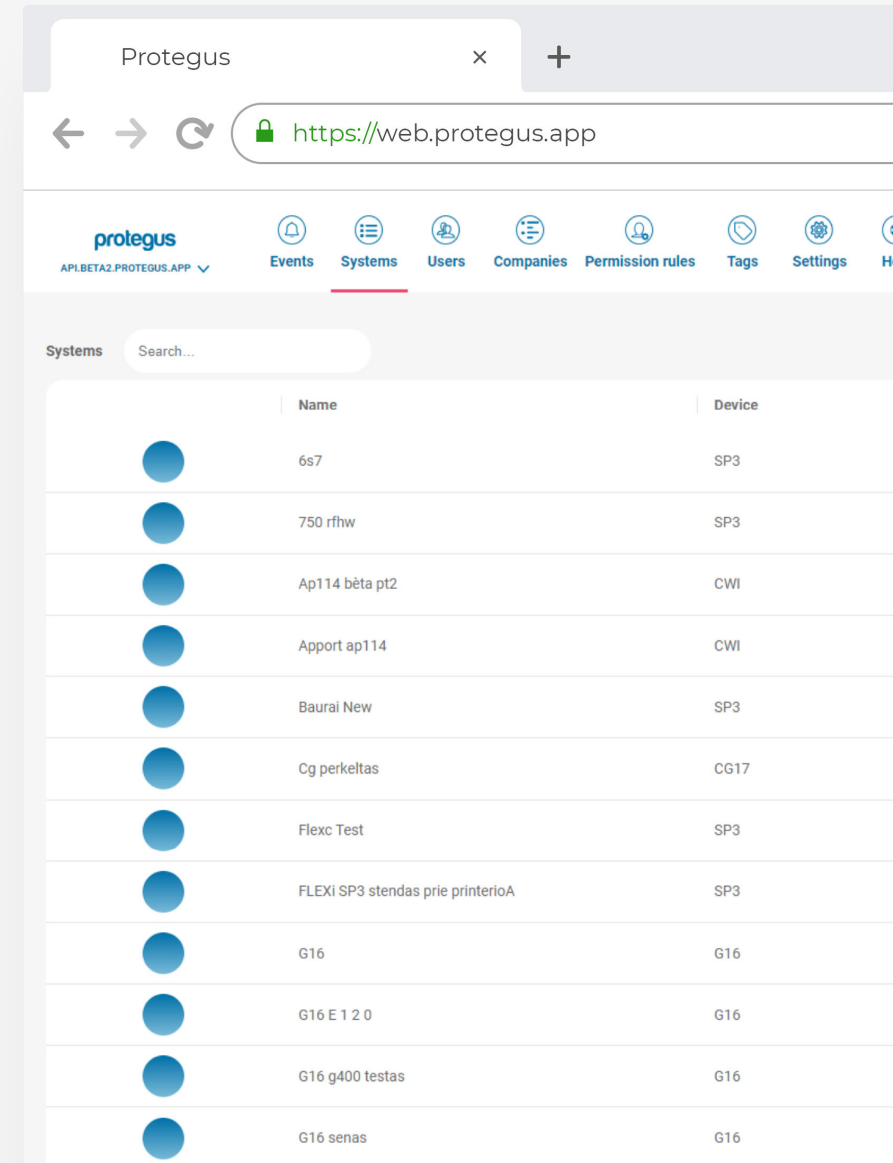 Protegus
https://web.protegus.app
protegus
API.BETA2.PROTEGUS.APP
Events Systems Users Companies Permission rules Tags Settings
Systems Search...
Name Device
6s7 SP3
750 rfhw SP3
Ap114 bèta pt2 CWI
Apport ap114 CWI
Baurai New SP3
Cg perkeltas CG17
Flexc Test SP3
FLEXi SP3 stendas prie printerioA SP3
G16 G16
G16 E 1 2 0 G16
G16 g400 testas G16
G16 senas G16